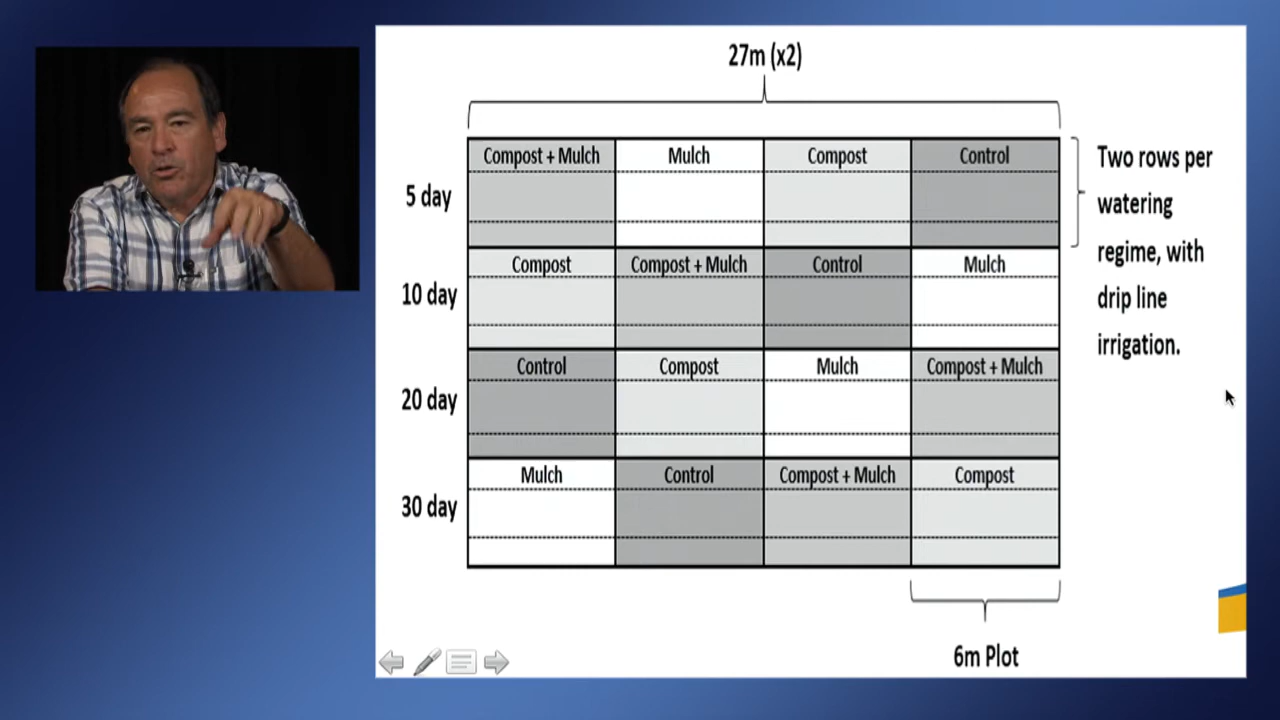 27m (x2)
Compost + Mulch Mulch Compost Control
5 day
Two rows per
watering
regime, with
drip line
irrigation.
Compost Compost + Mulch Control Mulch
10 day
Control Compost Mulch Compost + Mulch
20 day
Mulch Control Compost + Mulch Compost
30 day
6m Plot